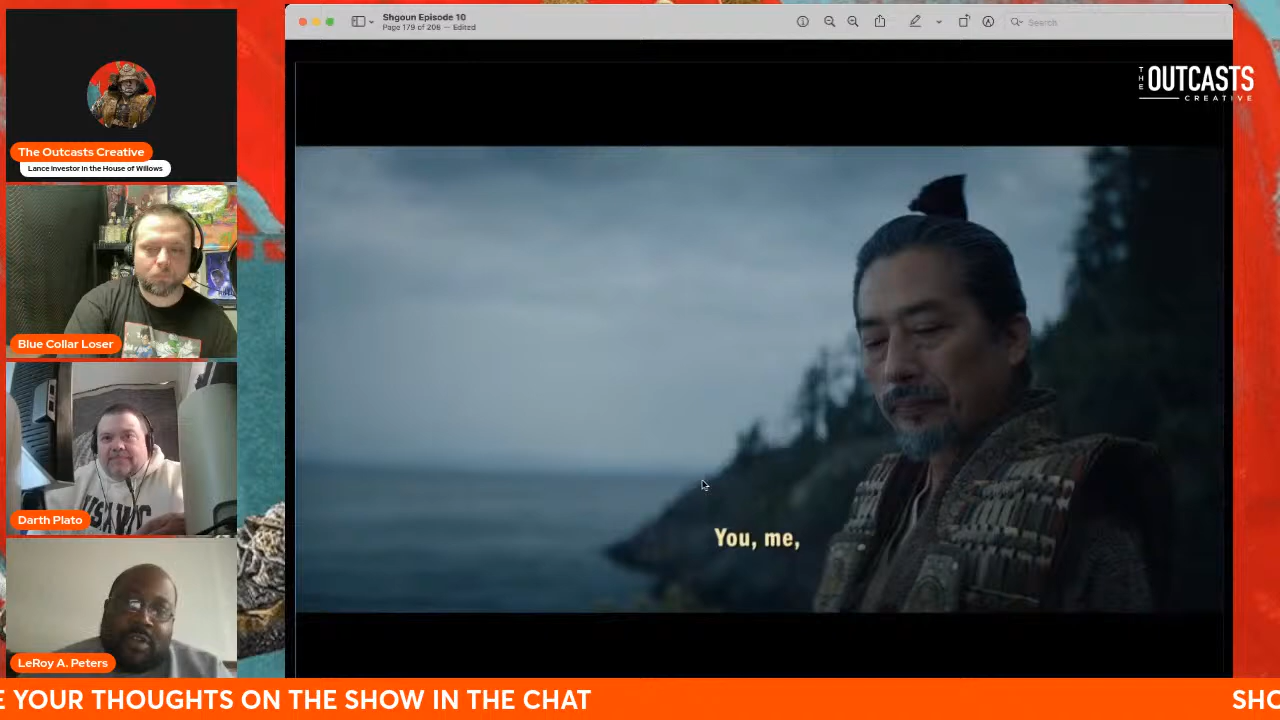 The Outcasts Creative
Lance Investor in the House of Willows
Blue Collar Loser
Darth Plato
LeRoy A. Peters
Shgoun Episode 10
Page 179 of 206 — Edited
Search
THE OUTCASTS
CREATIVE
You, me,
E YOUR THOUGHTS ON THE SHOW IN THE CHAT
SHO